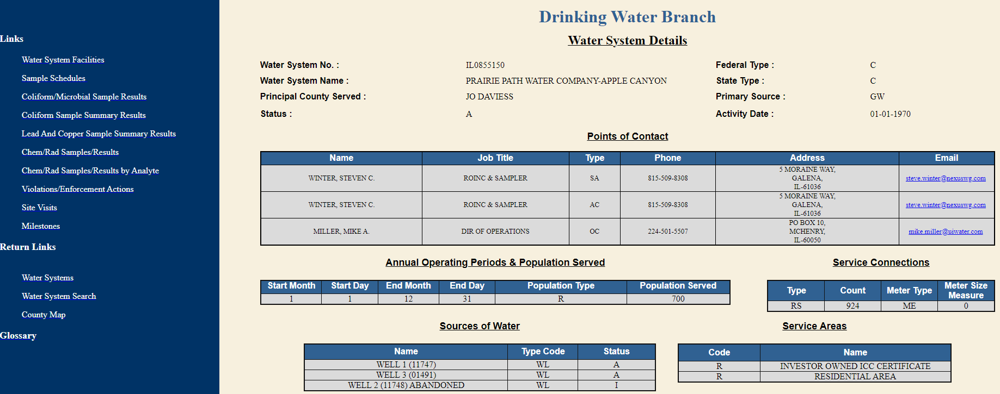 Links
Water System Facilities
Sample Schedules
Coliform/Microbial Sample Results
Coliform Sample Summary Results
Lead And Copper Sample Summary Results
Chem/Rad Samples/Results
Chem/Rad Samples/Results by Analyte
Violations/Enforcement Actions
Site Visits
Milestones
Return Links
Water Systems
Water System Search
County Map
Glossary
Drinking Water Branch
Water System Details
Water System No. : IL0855150 Federal Type : C
Water System Name : PRAIRIE PATH WATER COMPANY-APPLE CANYON State Type : C
Principal County Served : JO DAVIESS Primary Source : GW
Status : A Activity Date : 01-01-1970
Points of Contact
Name Job Title Type Phone Address Email
WINTER, STEVEN C. ROINC & SAMPLER SA 815-509-8308 5 MORAINE WAY,
GALENA,
IL-61036 steve.winter@nexuswg.com
WINTER, STEVEN C. ROINC & SAMPLER AC 815-509-8308 5 MORAINE WAY,
GALENA,
IL-61036 steve.winter@nexuswg.com
MILLER, MIKE A. DIR OF OPERATIONS OC 224-501-5507 PO BOX 10,
MCHENRY,
IL-60050 mike.miller@uiwater.com
Annual Operating Periods & Population Served
Start Month Start Day End Month End Day Population Type Population Served
1 1 12 31 R 700
Service Connections
Type Count Meter Type Meter Size
Measure
RS 924 ME 0
Sources of Water
Name Type Code Status
WELL 1 (11747) WL A
WELL 3 (01491) WL A
WELL 2 (11748) ABANDONED WL I
Service Areas
Code Name
R INVESTOR OWNED ICC CERTIFICATE
R RESIDENTIAL AREA